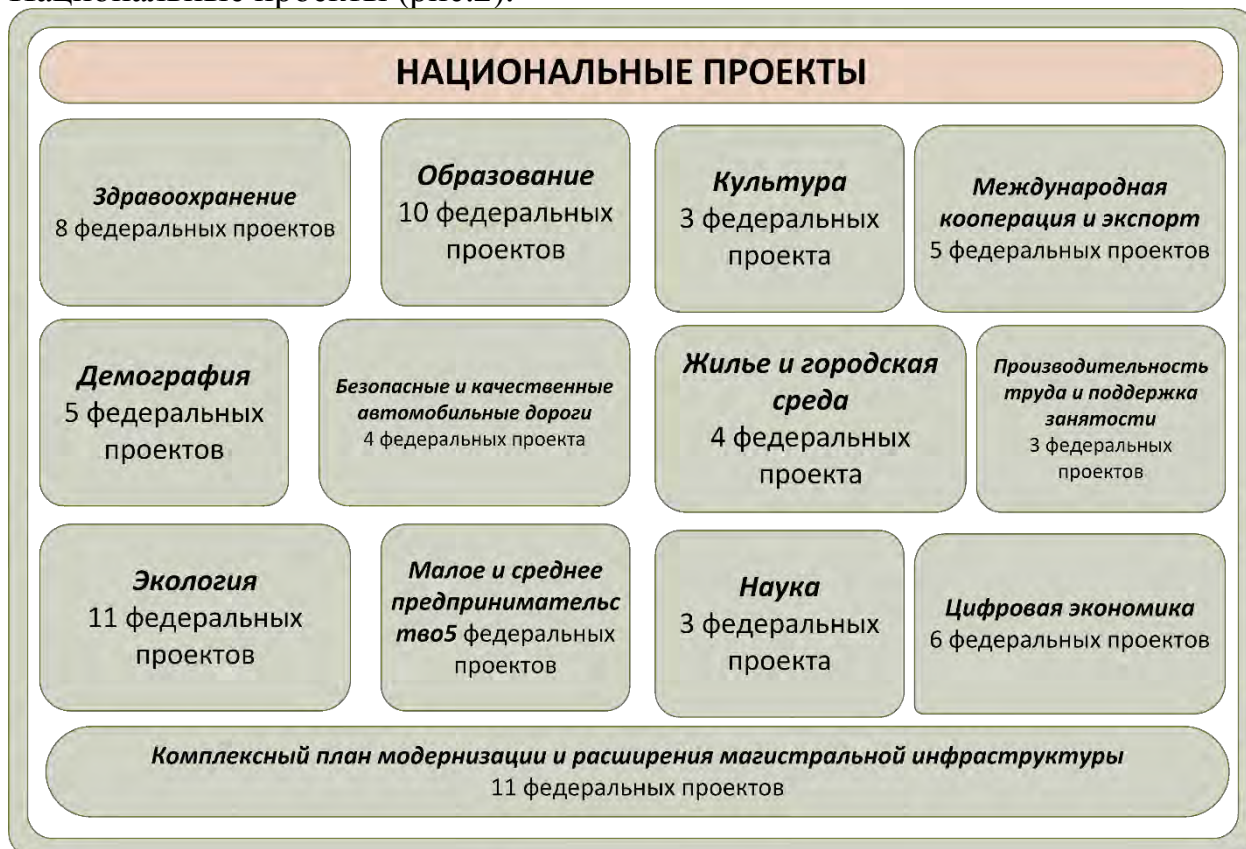 Национальные проекты (рис.2).
НАЦИОНАЛЬНЫЕ ПРОЕКТЫ
Здравоохранение
8 федеральных проектов
Образование
10 федеральных
проектов
Культура
3 федеральных
проекта
Международная
кооперация и экспорт
5 федеральных проектов
Демография
5 федеральных
проектов
Безопасные и качественные
автомобильные дороги
4 федеральных проекта
Жилье и городская
среда
4 федеральных
проекта
Производительность
труда и поддержка
занятости
3 федеральных
проектов
Экология
11 федеральных
проектов
Малое и среднее
предпринимательс
тво5 федеральных
проектов
Наука
3 федеральных
проекта
Цифровая экономика
6 федеральных проектов
Комплексный план модернизации и расширения магистральной инфраструктуры
11 федеральных проектов